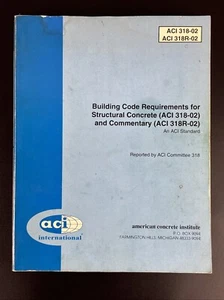 ACI 318-02
ACI 318R-02
Building Code Requirements for
Structural Concrete (ACI 318-02)
and Commentary (ACI 318R-02)
An ACI Standard
Reported by ACI Committee 318
aci
international
american concrete institute
P.O. BOX 9094
FARMINGTON HILLS, MICHIGAN 48333-9094